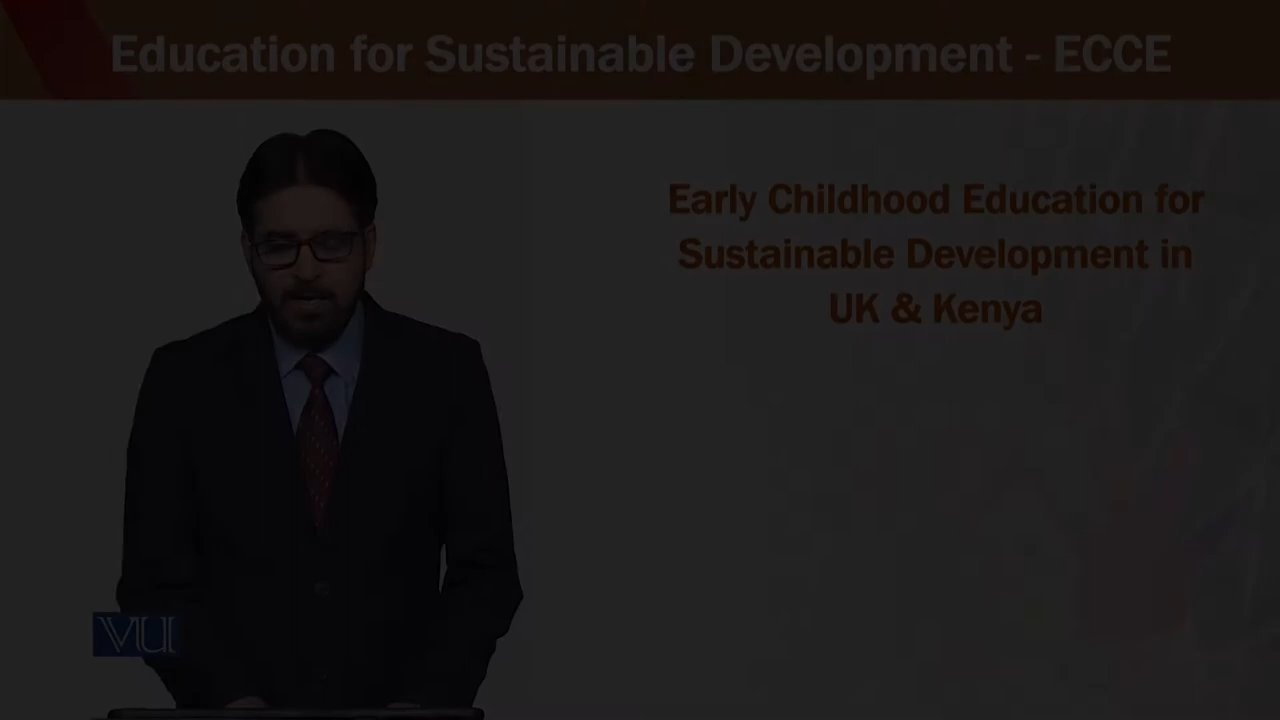 Education for Sustainable Development - ECCE
Early Childhood Education for
Sustainable Development in
UK & Kenya
VU